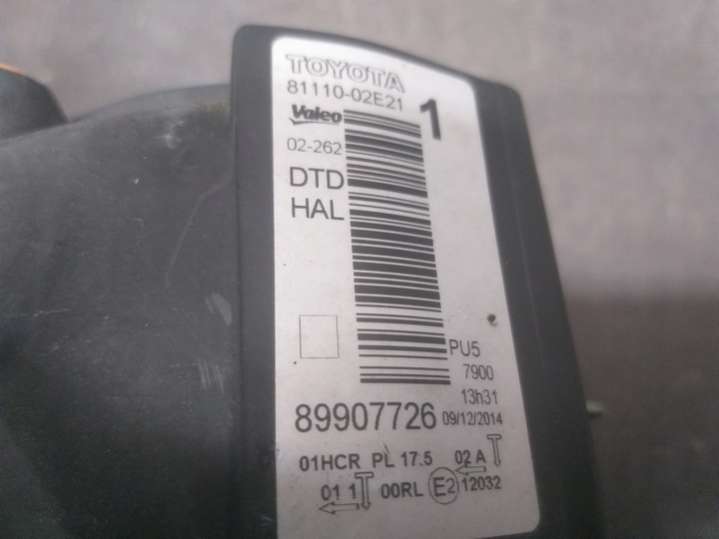 TOYOTA
81110-02E21
1
Valeo
02-262
DTD
HAL
PU5
7900
13h31
89907726 09/12/2014
01HCR PL 17.5 02 A
01 1 00RL E2 12032